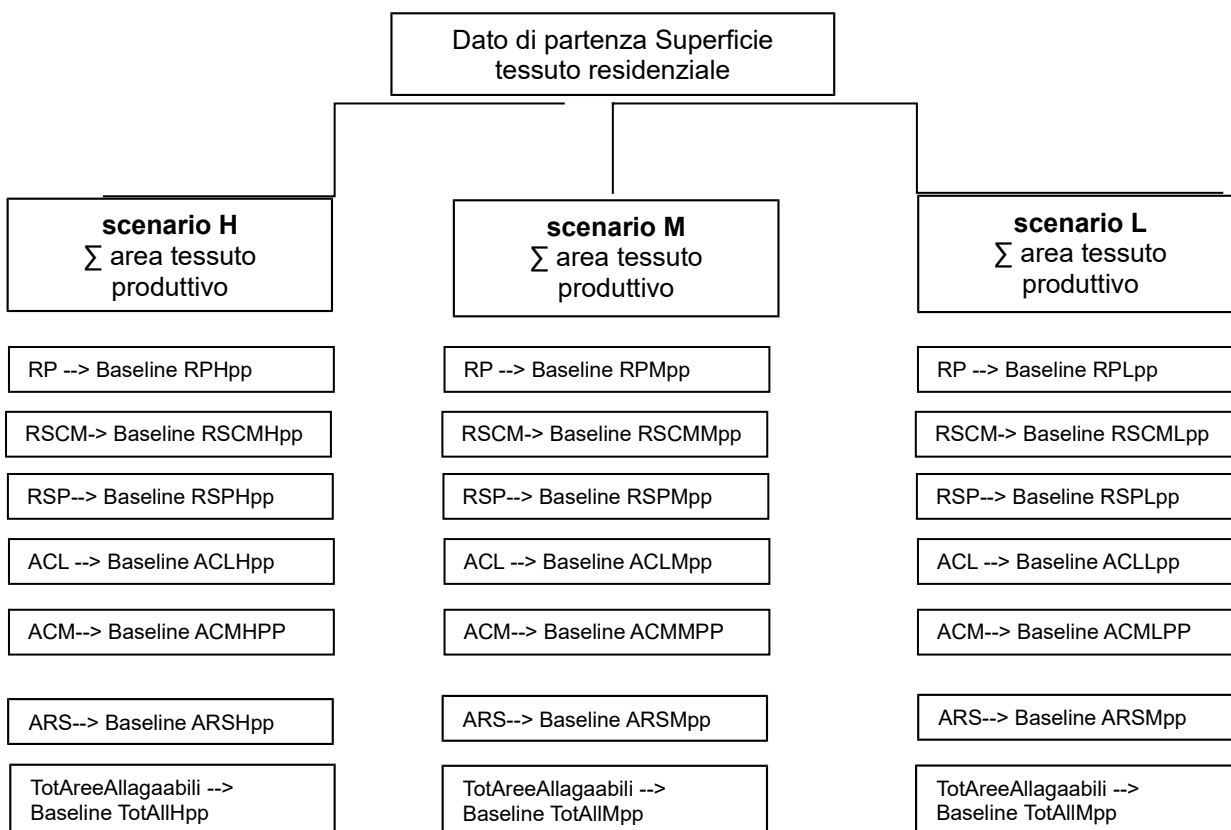 Dato di partenza Superficie
tessuto residenziale
scenario H
∑ area tessuto
produttivo
scenario M
∑ area tessuto
produttivo
scenario L
∑ area tessuto
produttivo
RP --> Baseline RPHpp
RP --> Baseline RPMpp
RP --> Baseline RPLpp
RSCM-> Baseline RSCMHpp
RSCM-> Baseline RSCMMpp
RSCM-> Baseline RSCMLpp
RSP--> Baseline RSPHpp
RSP--> Baseline RSPMpp
RSP--> Baseline RSPLpp
ACL --> Baseline ACLHpp
ACL --> Baseline ACLMpp
ACL --> Baseline ACLLpp
ACM--> Baseline ACMHPP
ACM--> Baseline ACMMPP
ACM--> Baseline ACMLPP
ARS--> Baseline ARSHpp
ARS--> Baseline ARSMpp
ARS--> Baseline ARSMpp
TotAreeAllagaabili -->
Baseline TotAllHpp
TotAreeAllagaabili -->
Baseline TotAllMpp
TotAreeAllagaabili -->
Baseline TotAllMpp